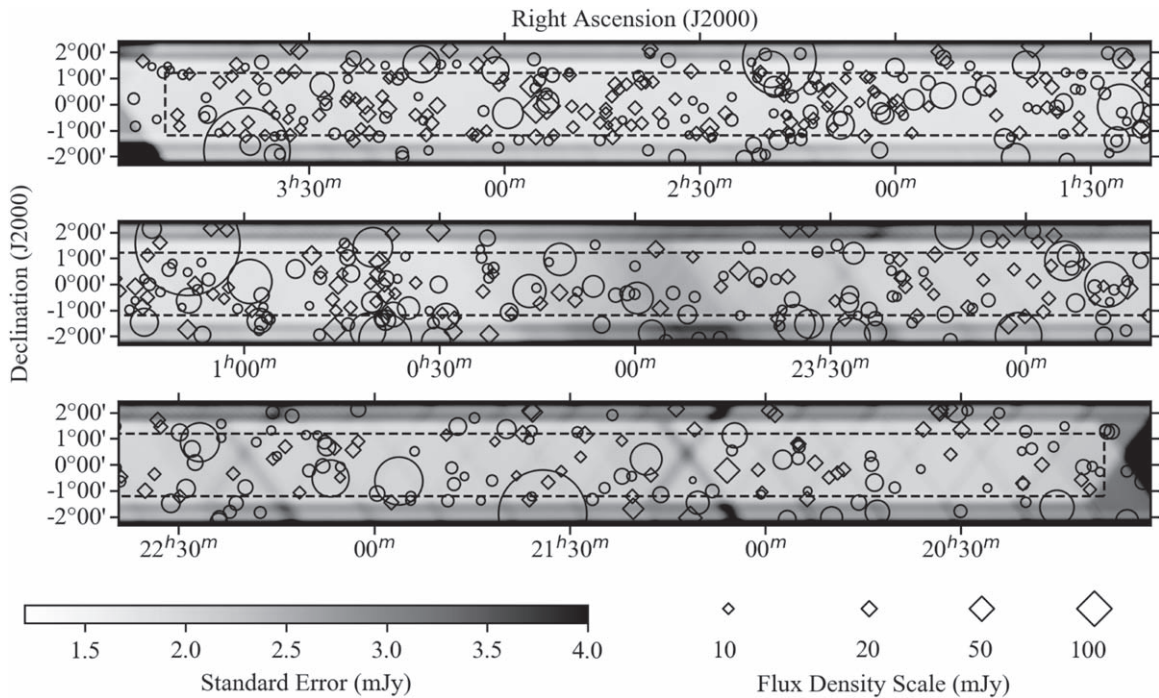 Right Ascension (J2000)
Declination (J2000)
2°00'
1°00'
0°00'
-1°00'
-2°00'
3ʰ30ᵐ 00ᵐ 2ʰ30ᵐ 00ᵐ 1ʰ30ᵐ
2°00'
1°00'
0°00'
-1°00'
-2°00'
1ʰ00ᵐ 0ʰ30ᵐ 00ᵐ 23ʰ30ᵐ 00ᵐ
2°00'
1°00'
0°00'
-1°00'
-2°00'
22ʰ30ᵐ 00ᵐ 21ʰ30ᵐ 00ᵐ 20ʰ30ᵐ
1.5 2.0 2.5 3.0 3.5 4.0
Standard Error (mJy)
10 20 50 100
Flux Density Scale (mJy)